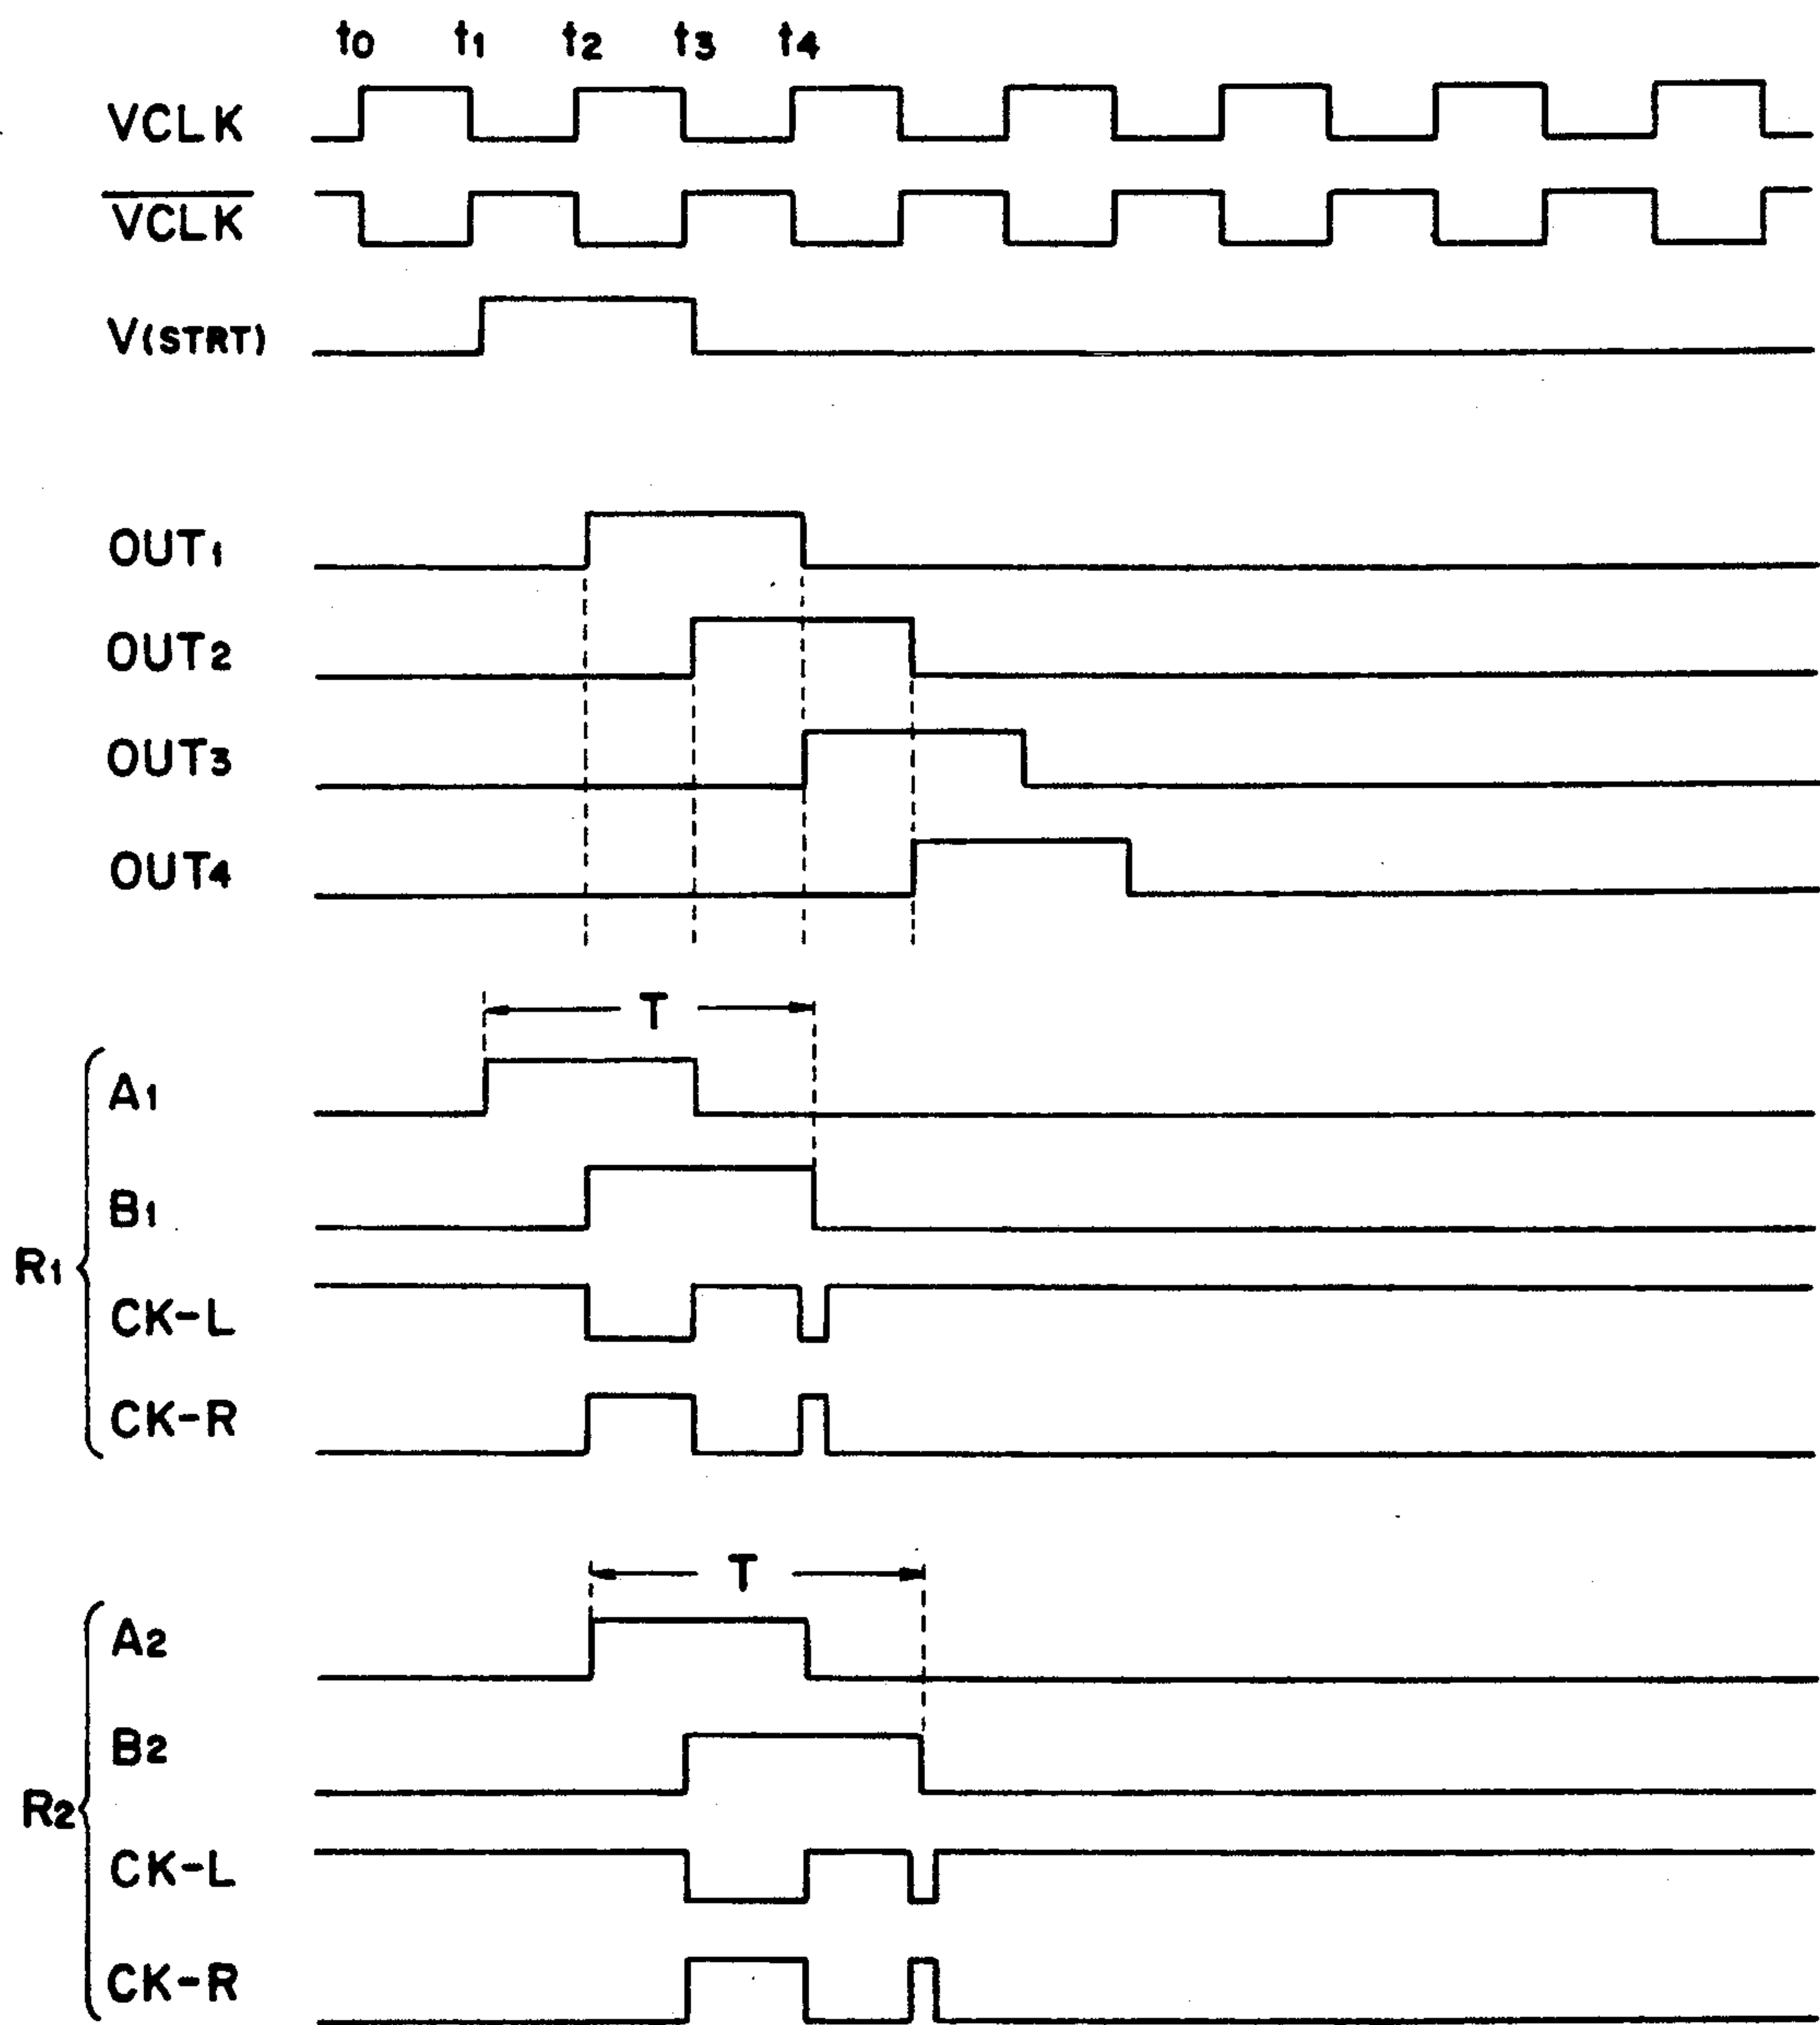 t0 t1 t2 t3 t4
VCLK
V̅C̅L̅K̅
V(STRT)
OUT1
OUT2
OUT3
OUT4
T
A1
B1
R1
CK-L
CK-R
T
A2
B2
R2
CK-L
CK-R